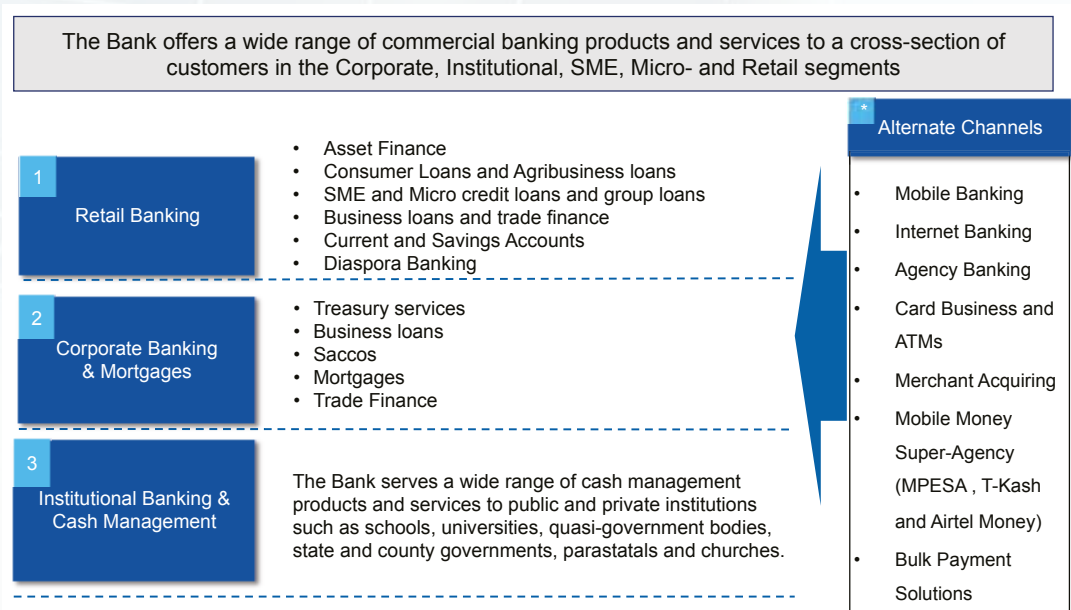 The Bank offers a wide range of commercial banking products and services to a cross-section of
customers in the Corporate, Institutional, SME, Micro- and Retail segments
1
Retail Banking
• Asset Finance
• Consumer Loans and Agribusiness loans
• SME and Micro credit loans and group loans
• Business loans and trade finance
• Current and Savings Accounts
• Diaspora Banking
2
Corporate Banking
& Mortgages
• Treasury services
• Business loans
• Saccos
• Mortgages
• Trade Finance
3
Institutional Banking &
Cash Management
The Bank serves a wide range of cash management
products and services to public and private institutions
such as schools, universities, quasi-government bodies,
state and county governments, parastatals and churches.
*
Alternate Channels
• Mobile Banking
• Internet Banking
• Agency Banking
• Card Business and
ATMs
• Merchant Acquiring
• Mobile Money
Super-Agency
(MPESA , T-Kash
and Airtel Money)
• Bulk Payment
Solutions